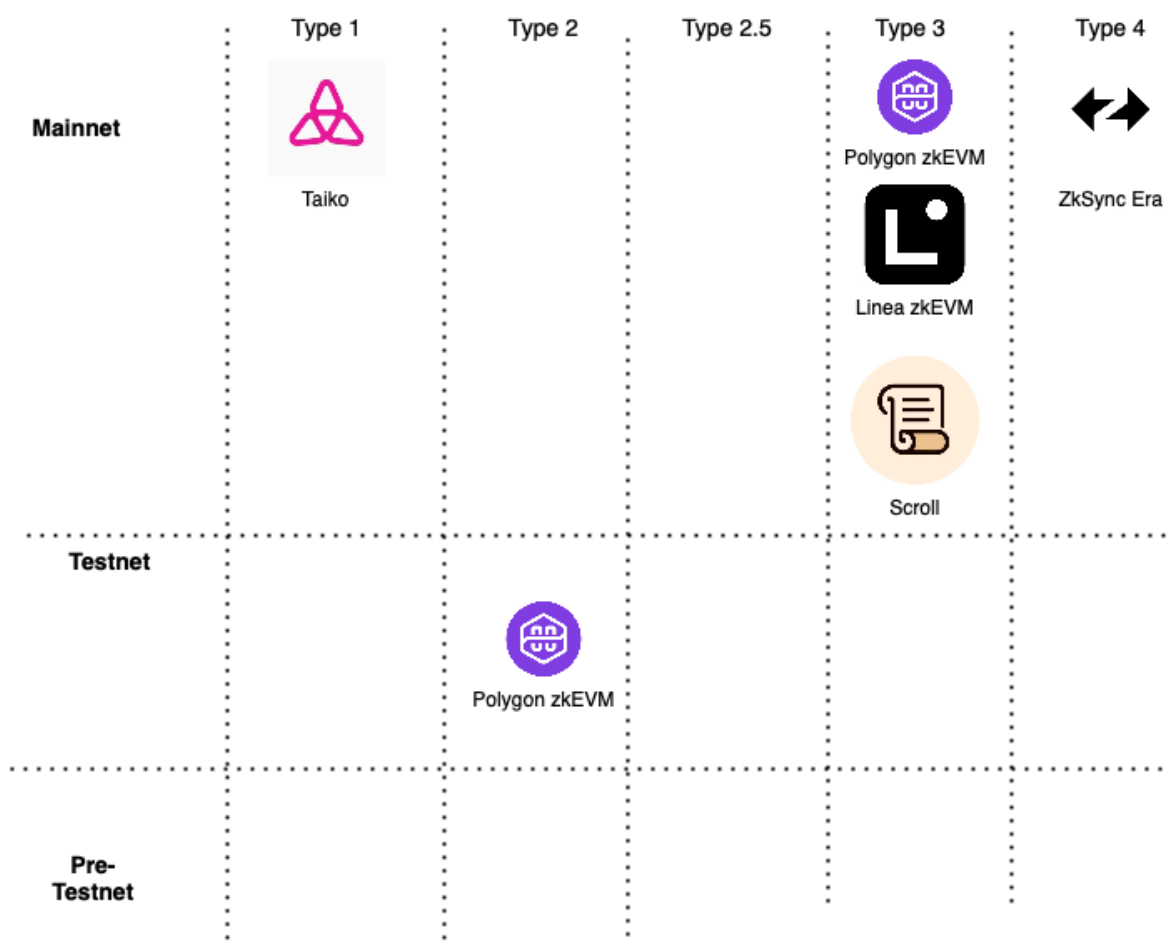 Type 1
Type 2
Type 2.5
Type 3
Type 4
Mainnet
Polygon zkEVM
Taiko
ZkSync Era
Linea zkEVM
Scroll
Testnet
Polygon zkEVM
Pre-
Testnet